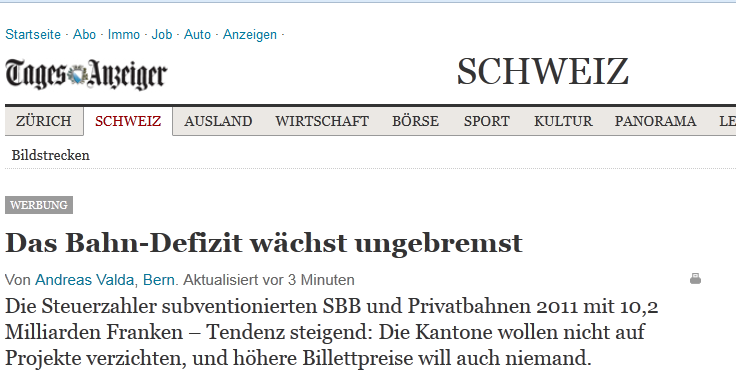 Startseite · Abo · Immo · Job · Auto · Anzeigen ·
Tages Anzeiger
SCHWEIZ
ZÜRICH SCHWEIZ AUSLAND WIRTSCHAFT BÖRSE SPORT KULTUR PANORAMA LE
Bildstrecken
WERBUNG
Das Bahn-Defizit wächst ungebremst
Von Andreas Valda, Bern. Aktualisiert vor 3 Minuten
Die Steuerzahler subventionierten SBB und Privatbahnen 2011 mit 10,2
Milliarden Franken – Tendenz steigend: Die Kantone wollen nicht auf
Projekte verzichten, und höhere Billettpreise will auch niemand.